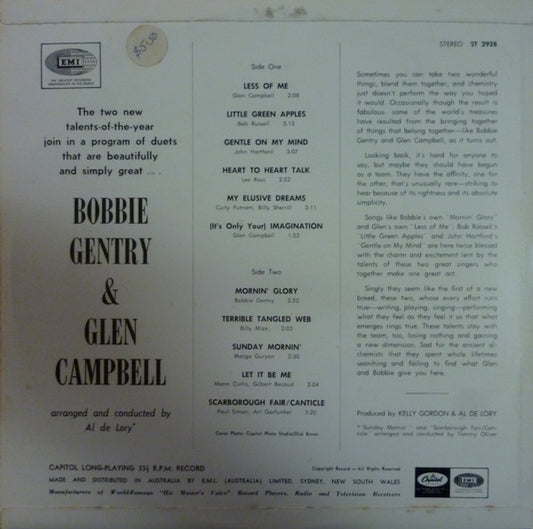 EMI
THE GREATEST RECORDING
ORGANISATION IN THE WORLD
STEREO ST 2928
The two new
talents-of-the-year
join in a program of duets
that are beautifully
and simply great ...
BOBBIE
GENTRY
&
GLEN
CAMPBELL
arranged and conducted by
Al de Lory*
Side One
LESS OF ME
Glen Campbell 2:08
LITTLE GREEN APPLES
Bob Russell 3:12
GENTLE ON MY MIND
John Hartford 3:07
HEART TO HEART TALK
Lee Ross 2:52
MY ELUSIVE DREAMS
Curly Putnam, Billy Sherrill 3:11
(It's Only Your) IMAGINATION
Glen Campbell 1:53
Side Two
MORNIN' GLORY
Bobbie Gentry 2:52
TERRIBLE TANGLED WEB
Billy Mize, 2:03
SUNDAY MORNIN'
Margo Guryan 2:30
LET IT BE ME
Mann Curtis, Gilbert Becaud 2:04
SCARBOROUGH FAIR/CANTICLE
Paul Simon, Art Garfunkel 3:20
Cover Photo: Capitol Photo Studio/Dick Brown
Sometimes you can take two wonderful
things, blend them together, and chemistry
just doesn't perform the way you hoped
it would. Occasionally though the result is
fabulous: some of the world's treasures
have resulted from the bringing together
of things that belong together—like Bobbie
Gentry and Glen Campbell, as it turns out.
Looking back, it's hard for anyone to
say, but maybe they should have begun
as a team. They have the affinity, one for
the other, that's unusually rare—striking to
hear because of its rightness and its absolute
simplicity.
Songs like Bobbie's own `Mornin' Glory'
and Glen's own `Less of Me', Bob Russell's
`Little Green Apples' and John Hartford's
`Gentle on My Mind' are here twice blessed
with the charm and excitement lent by the
talents of these two great singers who
together make one great act.
Singly they seem like the first of a new
breed, these two, whose every effort runs
true—writing, playing, singing—performing
what they feel as they feel it so that what
emerges rings true. These talents stay with
the team, too, losing nothing and gaining
a new dimension. Sad for the ancient al-
chemists that they spent whole lifetimes
searching and failing to find what Glen
and Bobbie give you here.
Produced by KELLY GORDON & AL DE LORY
* `Sunday Mornin'' and `Scarborough Fair/Can-
ticle' arranged and conducted by Tommy Oliver
CAPITOL LONG-PLAYING 33⅓ R.P.M. RECORD
Copyright Record — All Rights Reserved
MADE AND DISTRIBUTED IN AUSTRALIA BY E.M.I. (AUSTRALIA) LIMITED, SYDNEY, NEW SOUTH WALES
Manufacturers of World-Famous "His Master's Voice" Record Players, Radio and Television Receivers
Capitol
EMI